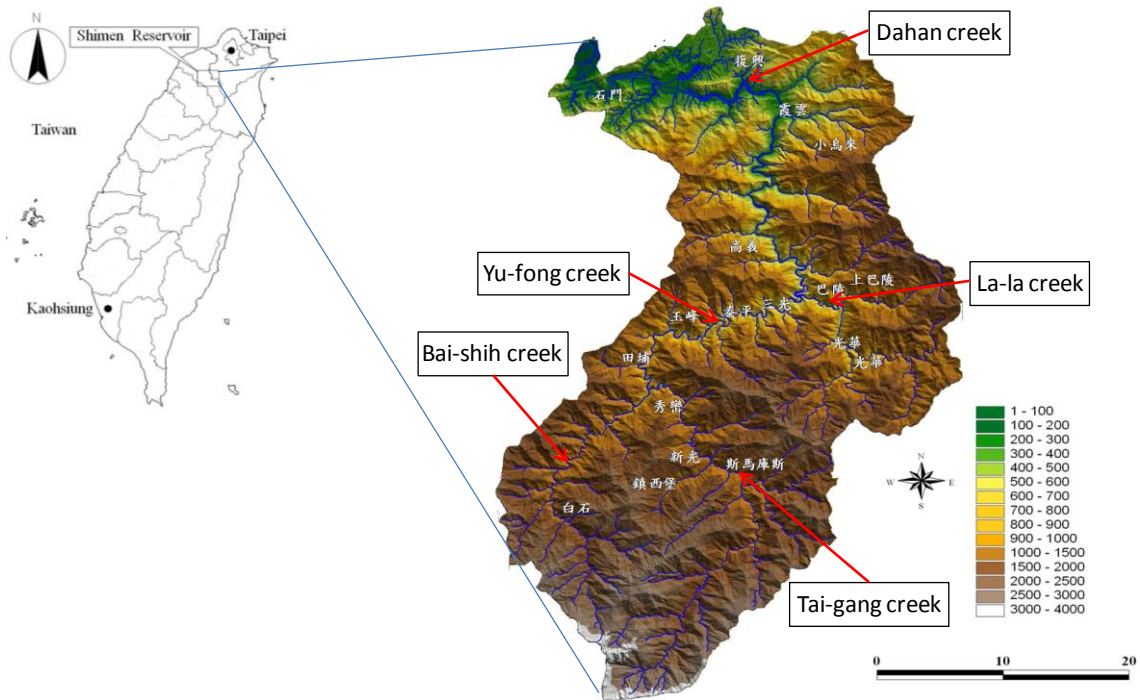 N
Shimen Reservoir
Taipei
Taiwan
Kaohsiung
Dahan creek
復興
石門
霞雲
小烏來
高義
Yu-fong creek
La-la creek
上巴陵
巴陵
三光
泰平
玉峰
光華
光華
Bai-shih creek
田埔
秀巒
新光
斯馬庫斯
鎮西堡
白石
Tai-gang creek
N
W
E
S
1 - 100
100 - 200
200 - 300
300 - 400
400 - 500
500 - 600
600 - 700
700 - 800
800 - 900
900 - 1000
1000 - 1500
1500 - 2000
2000 - 2500
2500 - 3000
3000 - 4000
0 10 20